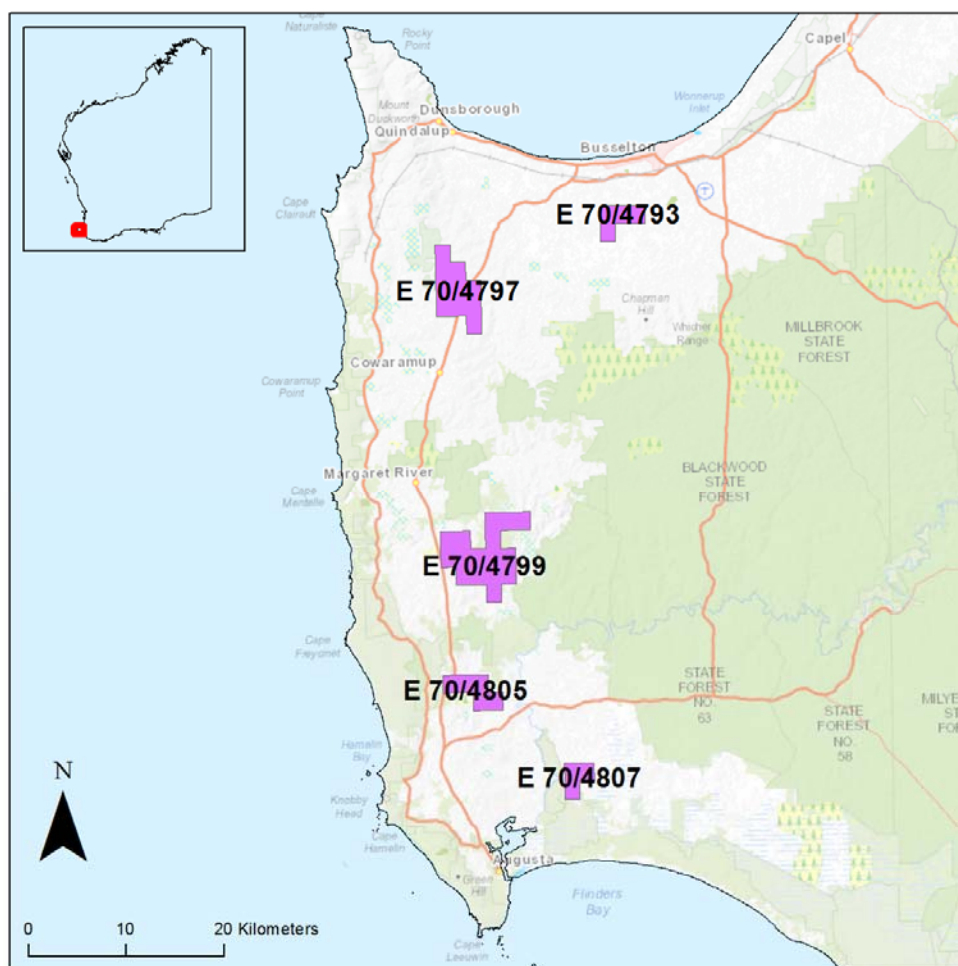 Cape
Naturaliste
Rocky
Point
Capel
Mount
Duckworth
Dunsborough
Quindalup
Wonnerup
Inlet
Busselton
Cape
Clairault
E 70/4793
E 70/4797
Chapman
Hill
Whicher
Range
MILLBROOK
STATE
FOREST
Cowaramup
Cowaramup
Point
BLACKWOOD
STATE
FOREST
Margaret River
Cape
Mentelle
E 70/4799
Cape
Freycinet
STATE
FOREST
NO.
63
E 70/4805
STATE
FOREST
NO.
58
Hamelin
Bay
E 70/4807
N
Knobby
Head
Cape
Hamelin
Augusta
Green
Hill
Flinders
Bay
0 10 20 Kilometers
Cape
Leeuwin